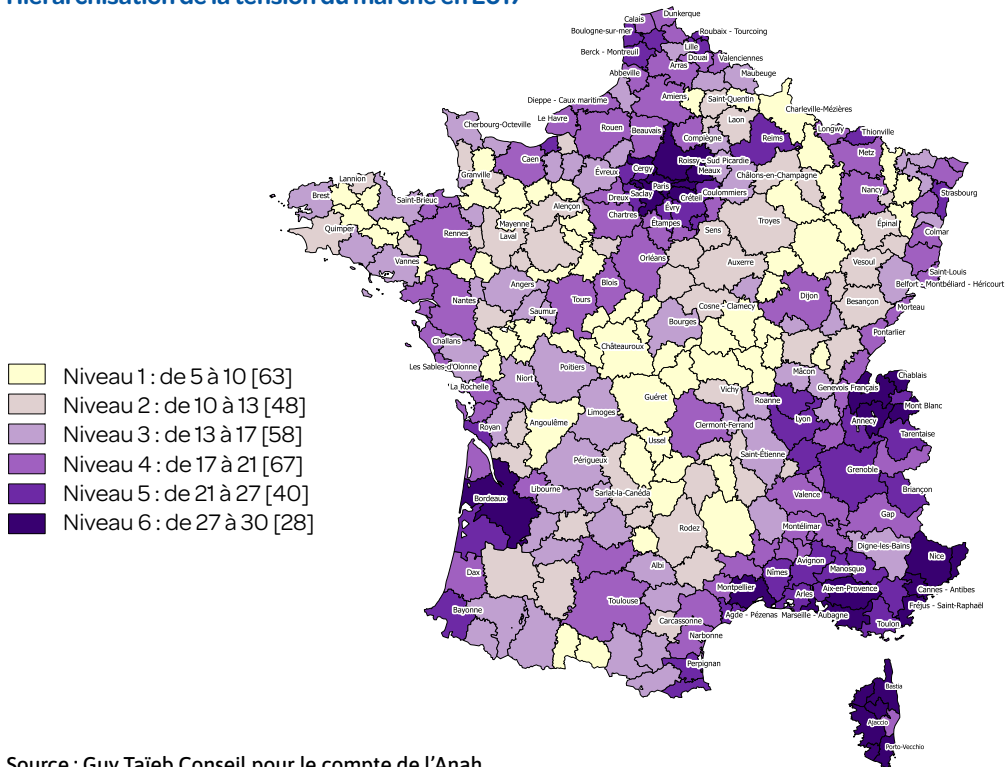 Hiérarchisation de la tension du marché en 2017
Dunkerque
Calais
Boulogne-sur-mer
Roubaix - Tourcoing
Lille
Berck - Montreuil
Douai
Valenciennes
Arras
Abbeville
Maubeuge
Dieppe - Caux maritime
Amiens
Saint-Quentin
Charleville-Mézières
Cherbourg-Octeville
Le Havre
Laon
Rouen
Beauvais
Compiègne
Reims
Longwy
Thionville
Caen
Metz
Roissy - Sud Picardie
Évreux
Cergy
Meaux
Châlons-en-Champagne
Granville
Lannion
Paris
Saclay
Coulommiers
Nancy
Strasbourg
Brest
Saint-Brieuc
Dreux
Créteil
Évry
Alençon
Chartres
Étampes
Troyes
Épinal
Mayenne
Quimper
Rennes
Laval
Sens
Colmar
Orléans
Vannes
Auxerre
Vesoul
Saint-Louis
Blois
Belfort - Montbéliard - Héricourt
Angers
Dijon
Besançon
Nantes
Tours
Cosne - Clamecy
Morteau
Saumur
Bourges
Pontarlier
Challans
Châteauroux
Les Sables-d'Olonne
Poitiers
Mâcon
Niort
Chablais
La Rochelle
Vichy
Genevois Français
Guéret
Roanne
Mont Blanc
Limoges
Lyon
Annecy
Royan
Angoulême
Clermont-Ferrand
Tarentaise
Ussel
Saint-Étienne
Périgueux
Grenoble
Libourne
Sarlat-la-Canéda
Briançon
Bordeaux
Valence
Gap
Rodez
Montélimar
Digne-les-Bains
Nice
Albi
Avignon
Dax
Nîmes
Manosque
Montpellier
Aix-en-Provence
Cannes - Antibes
Toulouse
Arles
Fréjus - Saint-Raphaël
Bayonne
Agde - Pézenas
Marseille - Aubagne
Carcassonne
Toulon
Narbonne
Perpignan
Bastia
Ajaccio
Porto-Vecchio
Niveau 1 : de 5 à 10 [63]
Niveau 2 : de 10 à 13 [48]
Niveau 3 : de 13 à 17 [58]
Niveau 4 : de 17 à 21 [67]
Niveau 5 : de 21 à 27 [40]
Niveau 6 : de 27 à 30 [28]
Source : Guy Taïeb Conseil pour le compte de l'Anah